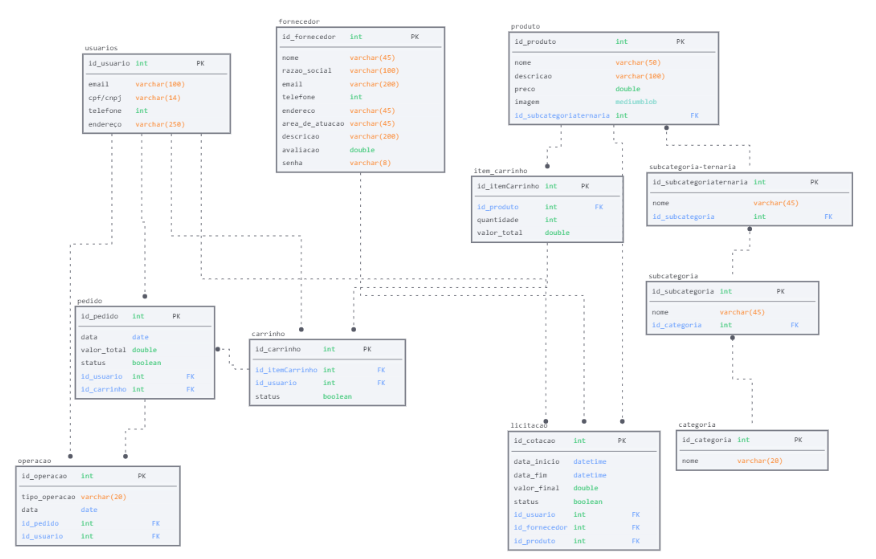 usuarios
id_usuario int PK
email varchar(100)
cpf/cnpj varchar(14)
telefone int
endereço varchar(250)
fornecedor
id_fornecedor int PK
nome varchar(45)
razao_social varchar(100)
email varchar(200)
telefone int
endereco varchar(45)
area_de_atuacao varchar(45)
descricao varchar(200)
avaliacao double
senha varchar(8)
produto
id_produto int PK
nome varchar(50)
descricao varchar(100)
preco double
imagem mediumblob
id_subcategoriaternaria int FK
item_carrinho
id_itemCarrinho int PK
id_produto int FK
quantidade int
valor_total double
subcategoria-ternaria
id_subcategoriaternaria int PK
nome varchar(45)
id_subcategoria int FK
subcategoria
id_subcategoria int PK
nome varchar(45)
id_categoria int FK
pedido
id_pedido int PK
data date
valor_total double
status boolean
id_usuario int FK
id_carrinho int FK
carrinho
id_carrinho int PK
id_itemCarrinho int FK
id_usuario int FK
status boolean
licitacao
id_cotacao int PK
data_inicio datetime
data_fim datetime
valor_final double
status boolean
id_usuario int FK
id_fornecedor int FK
id_produto int FK
categoria
id_categoria int PK
nome varchar(20)
operacao
id_operacao int PK
tipo_operacao varchar(20)
data date
id_pedido int FK
id_usuario int FK